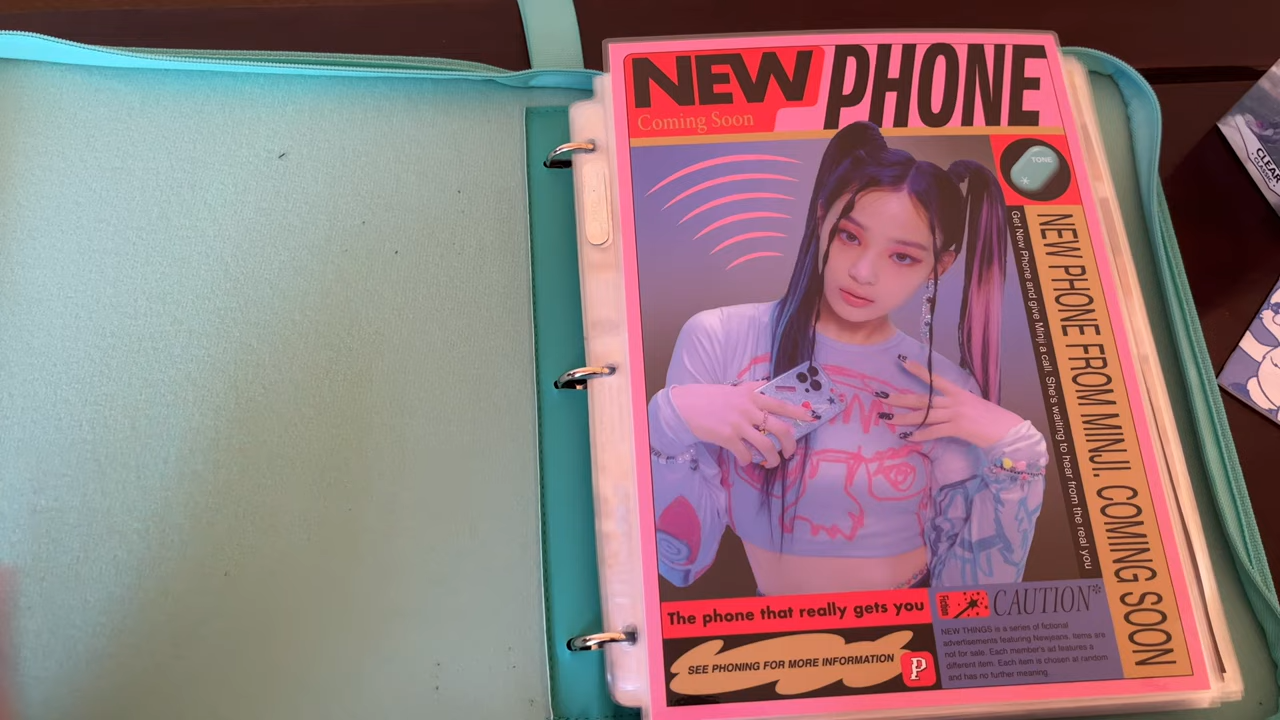 NEW PHONE
Coming Soon
TONE
NEW PHONE FROM MINJI. COMING SOON
Get New Phone and give Minji a call. She's waiting to hear from the real you
The phone that really gets you
SEE PHONING FOR MORE INFORMATION
P
Fiction
CAUTION*
NEW THINGS is a series of fictional
advertisements featuring Newjeans. Items are
not for sale. Each member's ad features a
different item. Each item is chosen at random
and has no further meaning.
CLEAR
CLASSIC